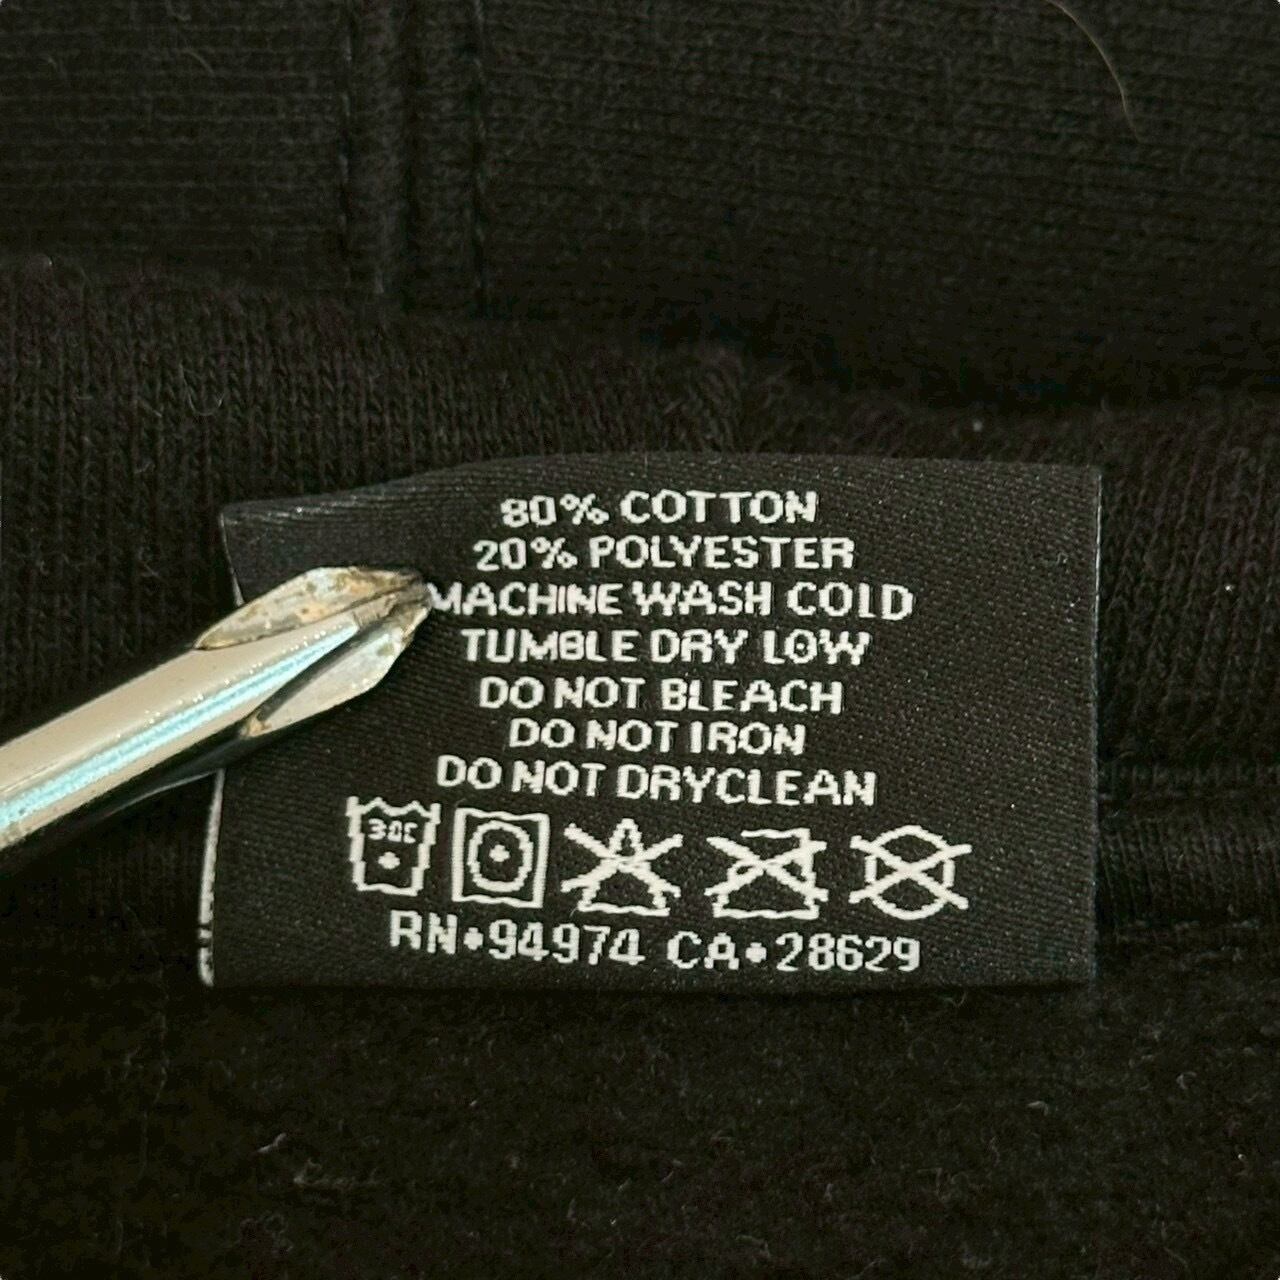 80% COTTON
20% POLYESTER
MACHINE WASH COLD
TUMBLE DRY LOW
DO NOT BLEACH
DO NOT IRON
DO NOT DRYCLEAN
30C
RN•94974 CA•28629